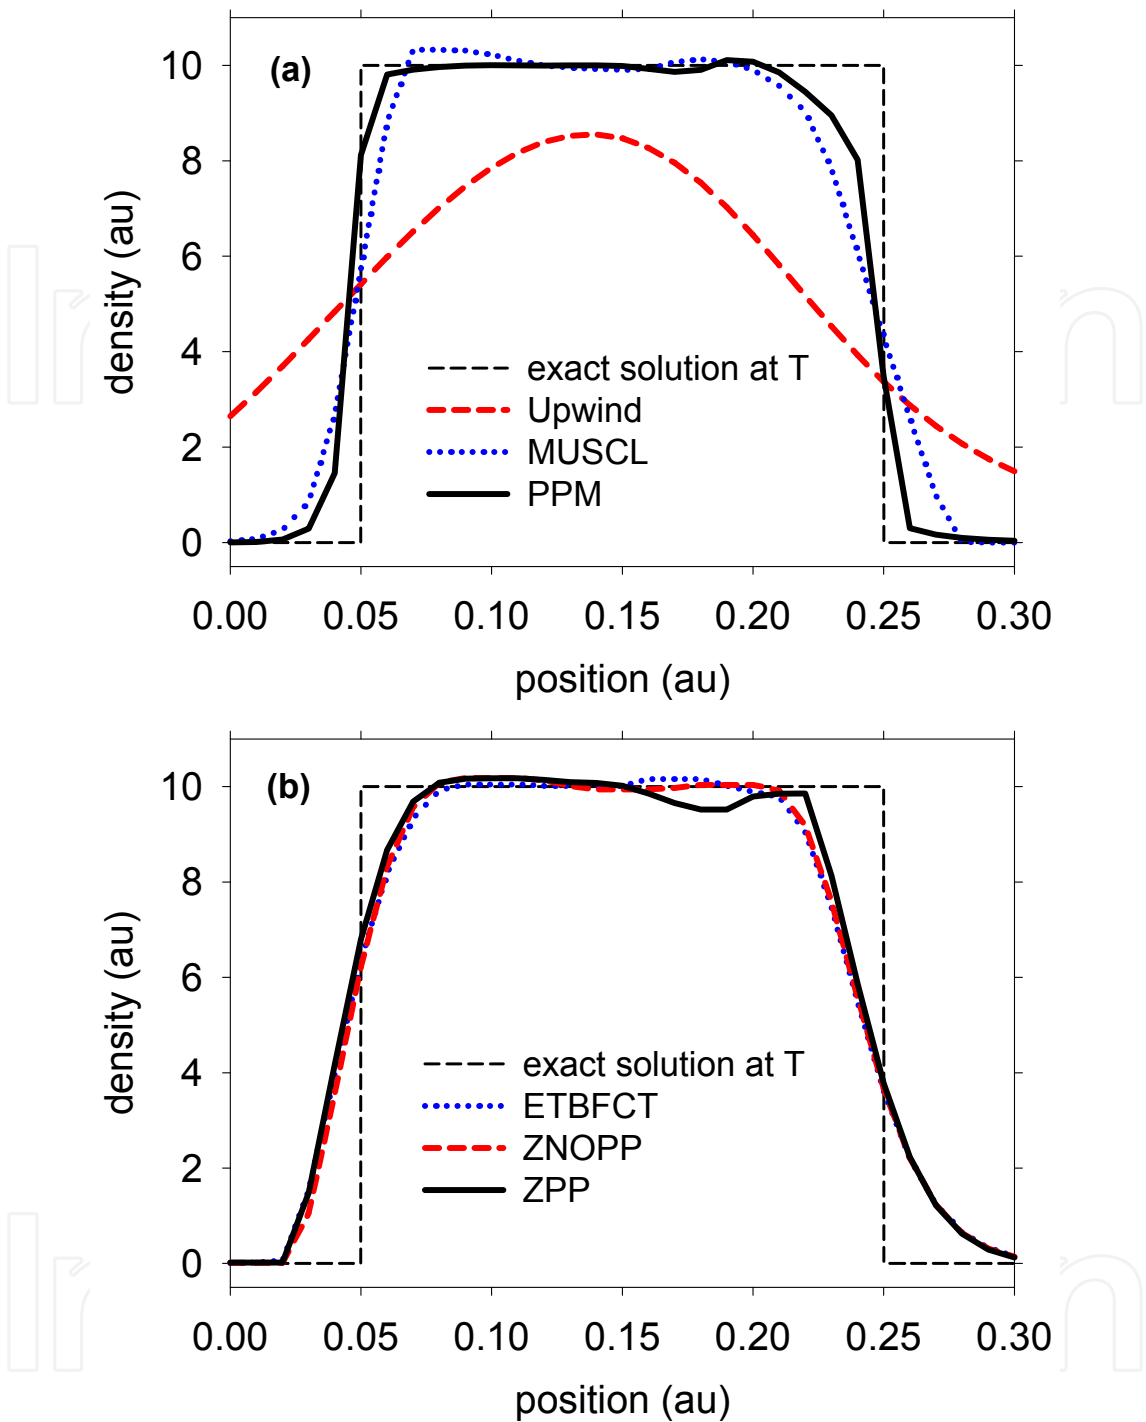 (a)
10
8
6
4
2
0
density (au)
exact solution at T
Upwind
MUSCL
PPM
0.00 0.05 0.10 0.15 0.20 0.25 0.30
position (au)
(b)
10
8
6
4
2
0
density (au)
exact solution at T
ETBFCT
ZNOPP
ZPP
0.00 0.05 0.10 0.15 0.20 0.25 0.30
position (au)